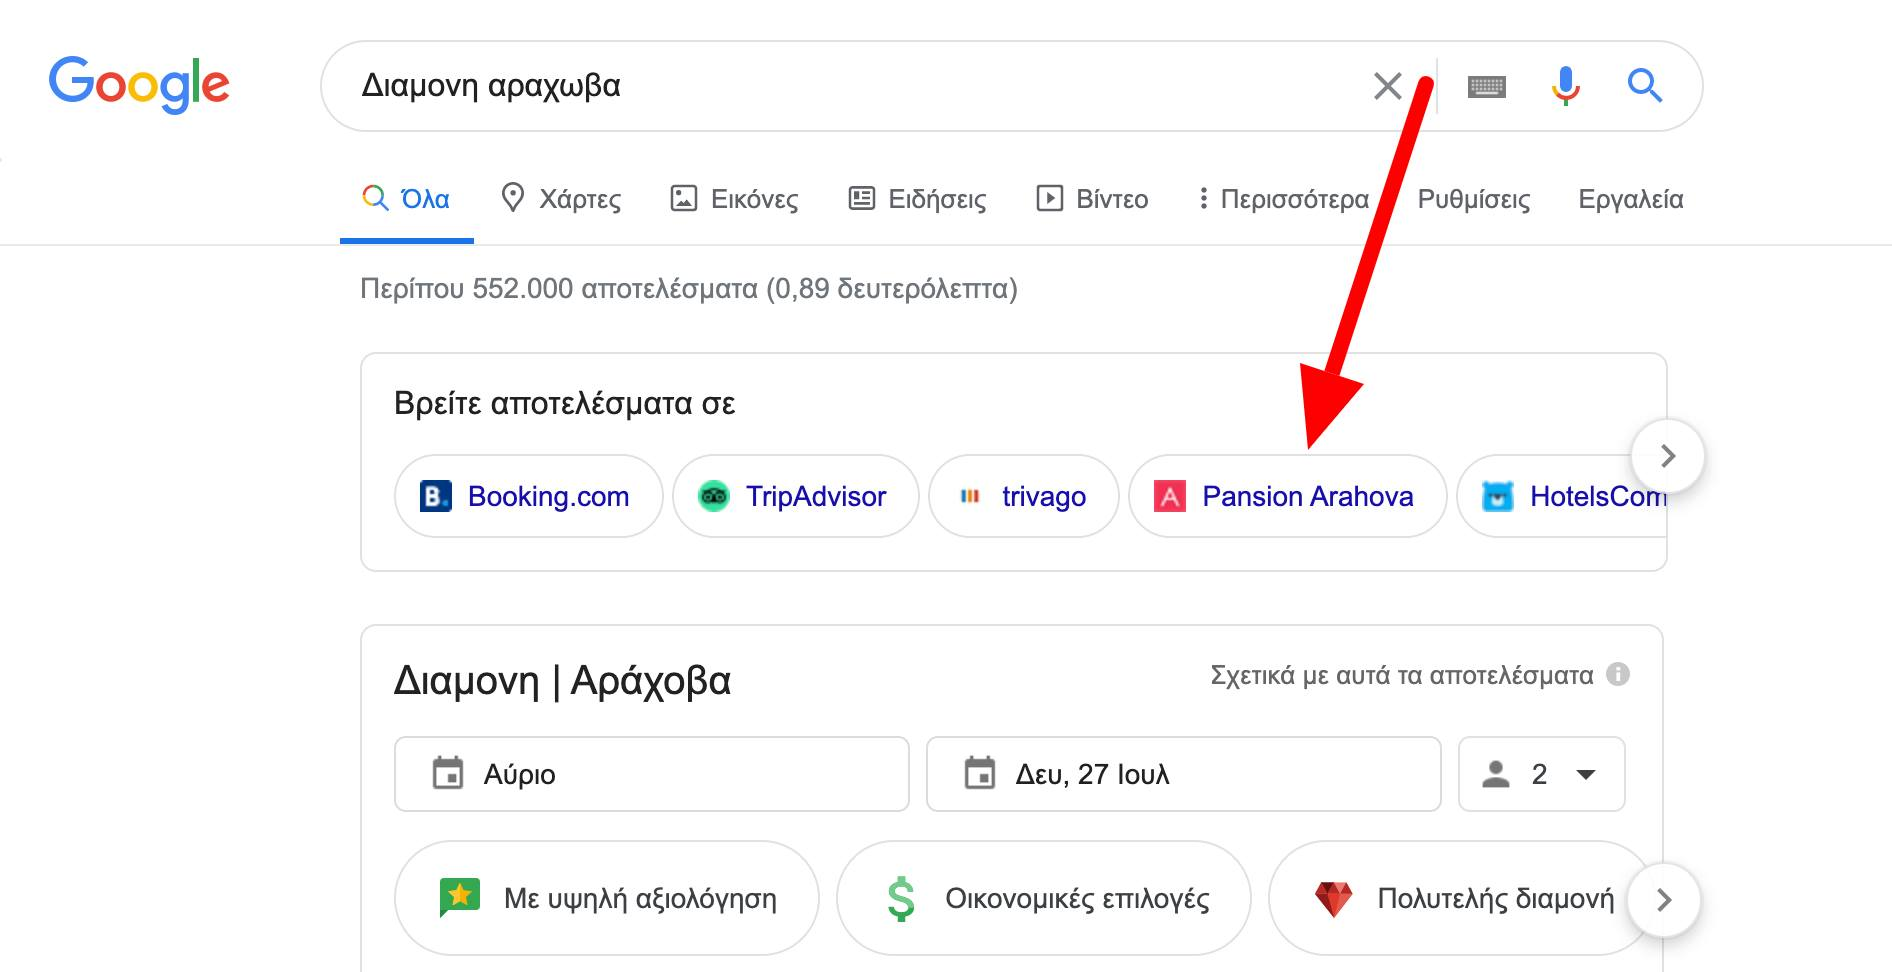 Google
Διαμονη αραχωβα
Όλα Χάρτες Εικόνες Ειδήσεις Βίντεο Περισσότερα Ρυθμίσεις Εργαλεία
Περίπου 552.000 αποτελέσματα (0,89 δευτερόλεπτα)
Βρείτε αποτελέσματα σε
B. Booking.com TripAdvisor trivago A Pansion Arahova HotelsCom
Διαμονη | Αράχοβα
Σχετικά με αυτά τα αποτελέσματα
Αύριο Δευ, 27 Ιουλ 2
Με υψηλή αξιολόγηση $ Οικονομικές επιλογές Πολυτελής διαμονή